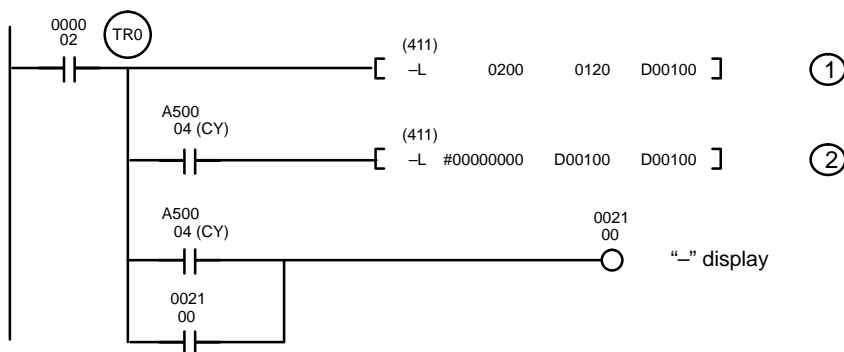 0000
02
TR0
(411)
–L 0200 0120 D00100
1
A500
04 (CY)
(411)
–L #00000000 D00100 D00100
2
A500
04 (CY)
0021
00
“–” display
0021
00